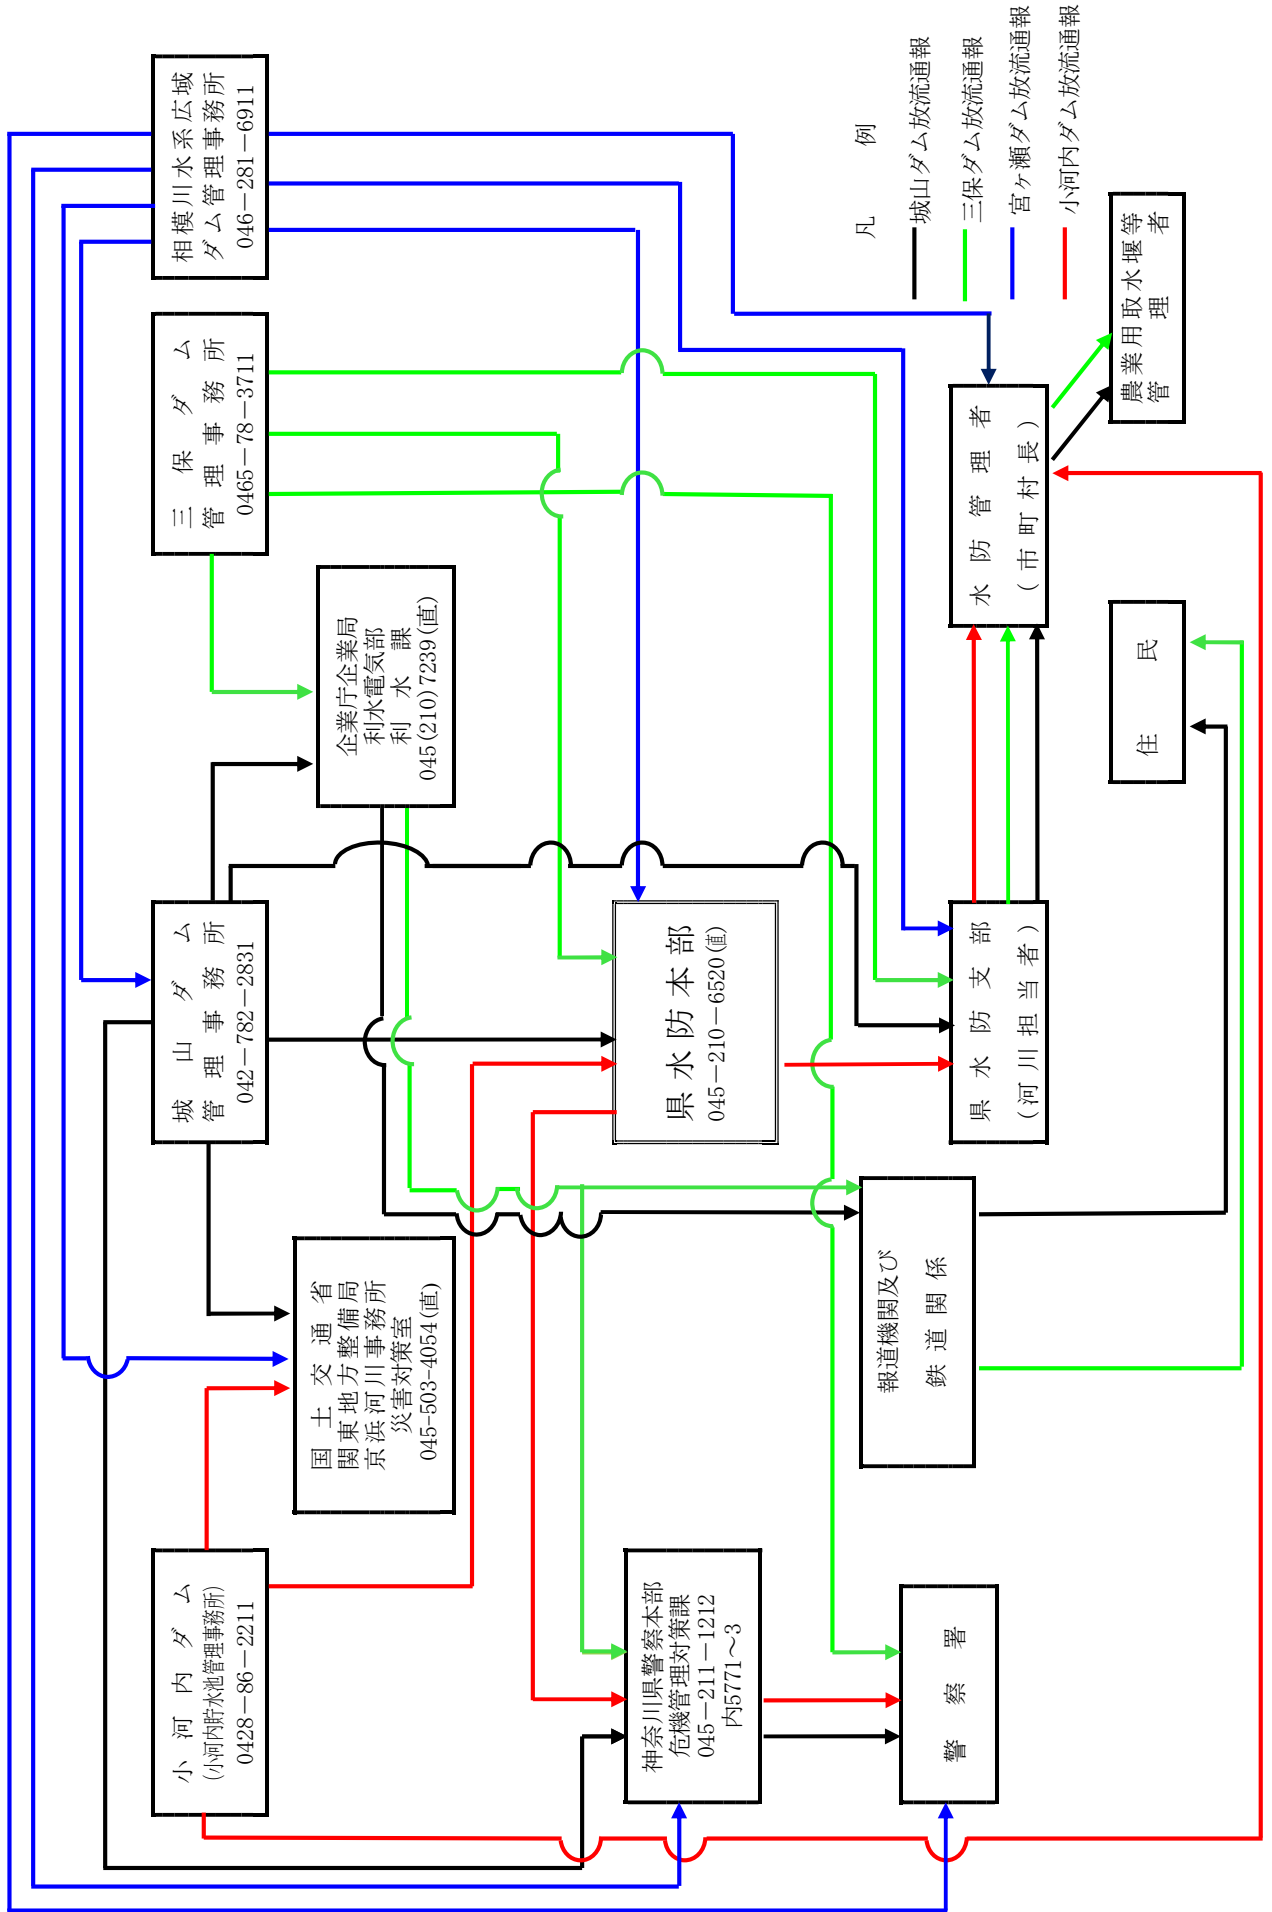 小河内ダム
(小河内貯水池管理事務所)
0428－86－2211
城山ダム
管理事務所
042－782－2831
三保ダム
管理事務所
0465－78－3711
相模川水系広域
ダム管理事務所
046－281－6911
国土交通省
関東地方整備局
京浜河川事務所
災害対策室
045-503-4054(直)
企業庁企業局
利水電気部
利水課
045(210)7239(直)
神奈川県警察本部
危機管理対策課
045－211－1212
内5771～3
県水防本部
045－210－6520(直)
警察署
報道機関及び
鉄道関係
県水防支部
(河川担当者)
水防管理者
(市町村長)
住民
農業用取水堰等
管理者
凡例
城山ダム放流通報
三保ダム放流通報
宮ヶ瀬ダム放流通報
小河内ダム放流通報